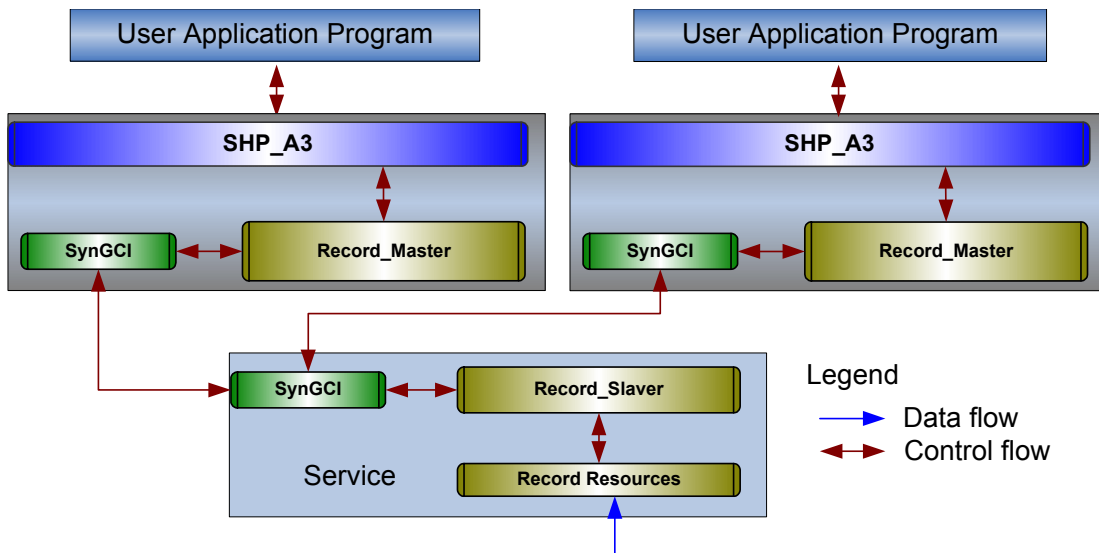 User Application Program
User Application Program
SHP_A3
SHP_A3
SynGCI
Record_Master
SynGCI
Record_Master
SynGCI
Record_Slaver
Legend
Data flow
Control flow
Service
Record Resources